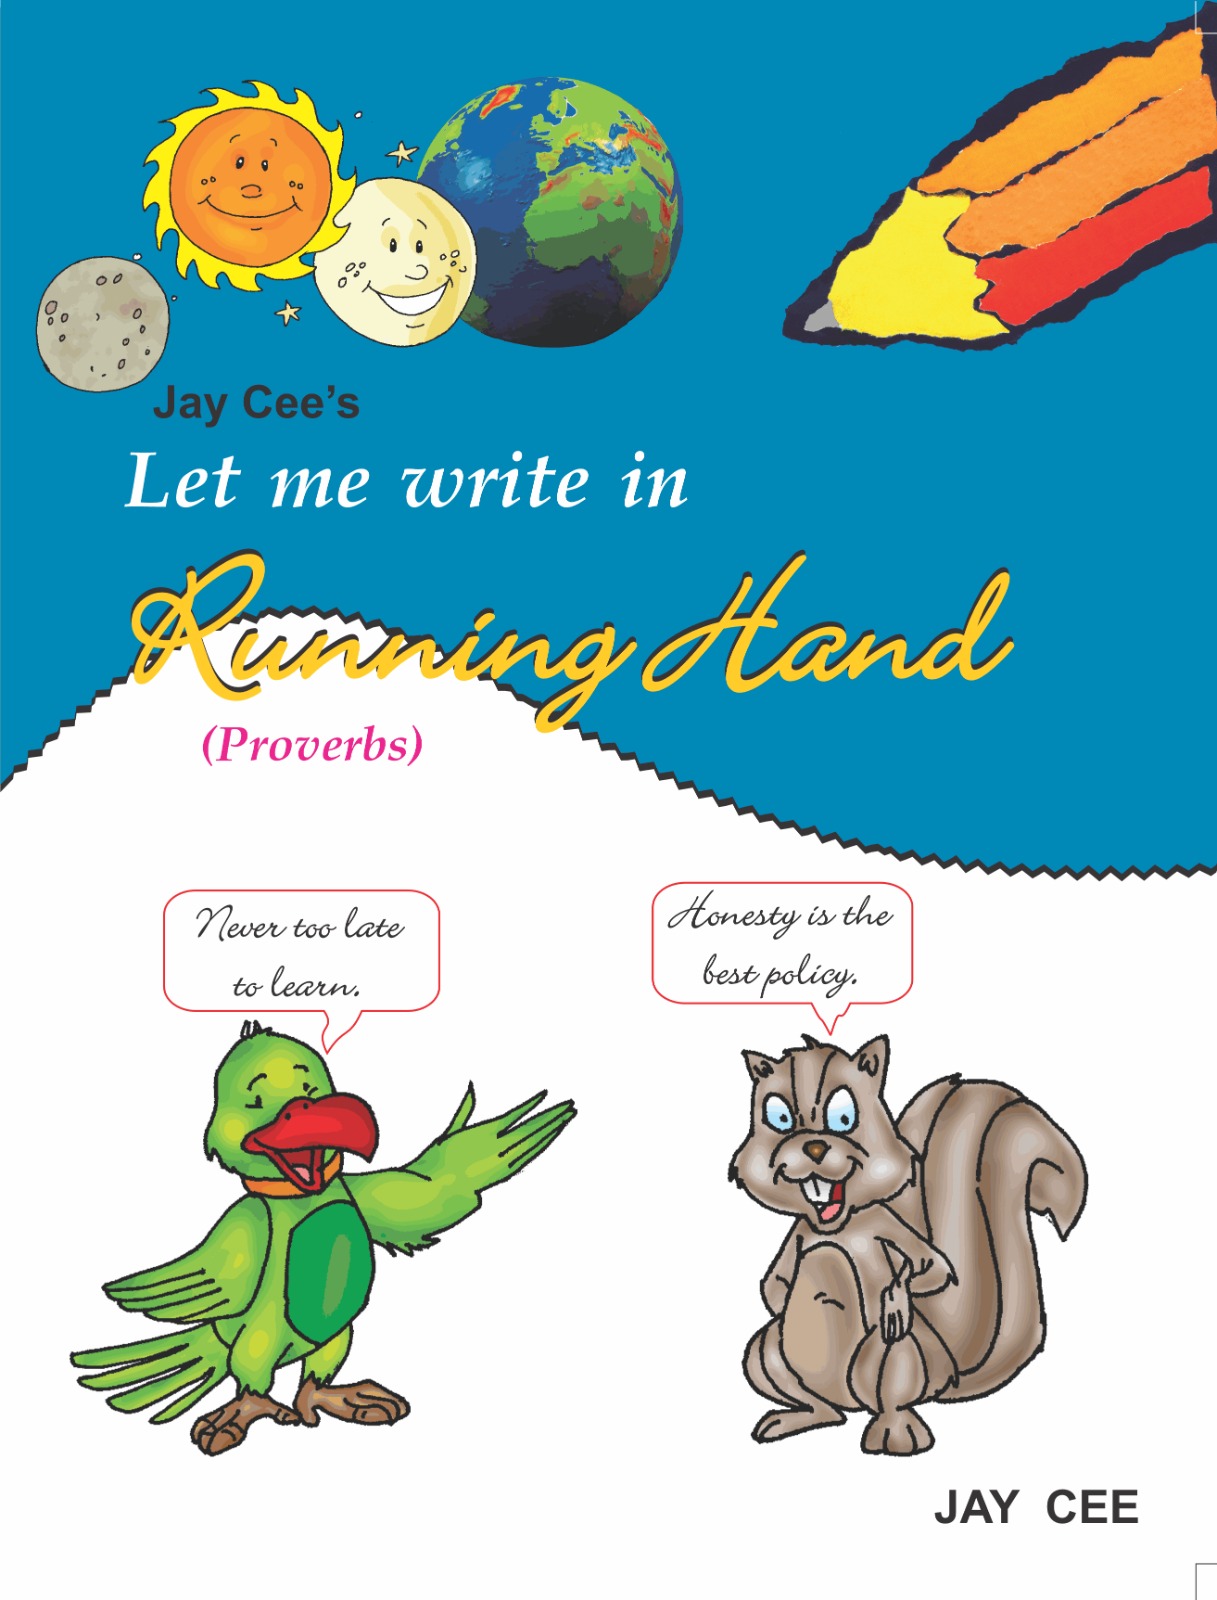 Jay Cee’s
Let me write in
Running Hand
(Proverbs)
Never too late
to learn.
Honesty is the
best policy.
JAY CEE